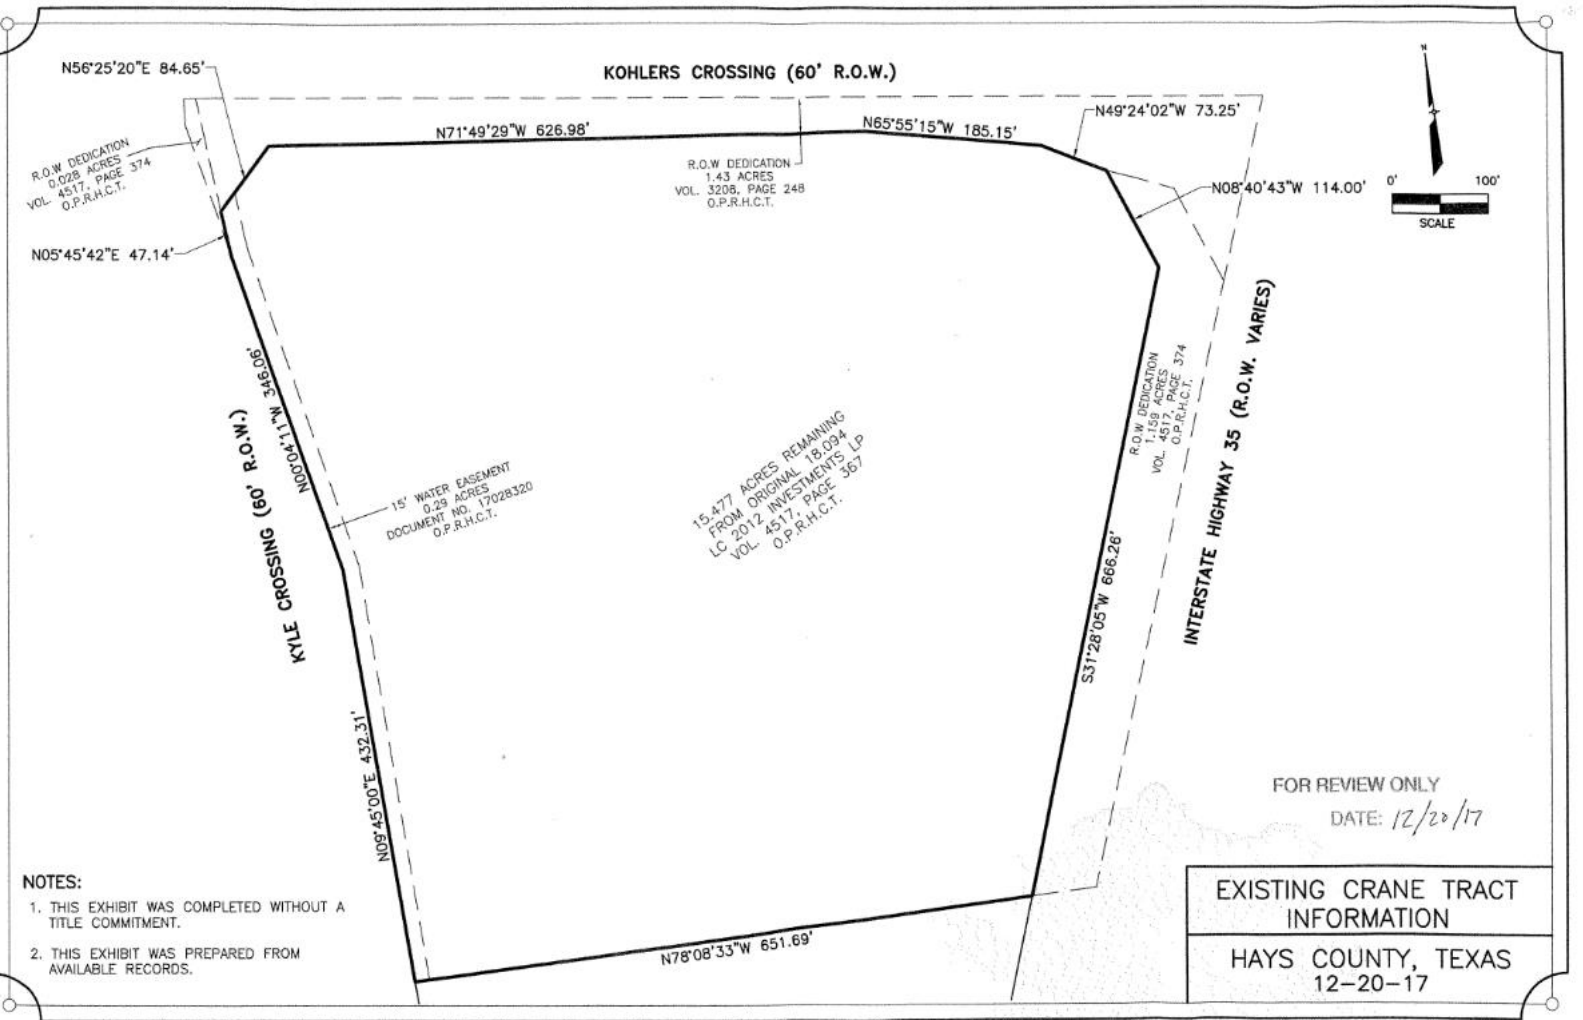 KOHLERS CROSSING (60' R.O.W.)
N56°25'20"E 84.65'
N71°49'29"W 626.98'
N65°55'15"W 185.15'
N49°24'02"W 73.25'
N
R.O.W DEDICATION
0.028 ACRES
VOL. 4517, PAGE 374
O.P.R.H.C.T.
R.O.W DEDICATION
1.43 ACRES
VOL. 3208, PAGE 248
O.P.R.H.C.T.
N08°40'43"W 114.00'
0' 100'
SCALE
N05°45'42"E 47.14'
N00°04'11"W 346.06'
KYLE CROSSING (60' R.O.W.)
15' WATER EASEMENT
0.29 ACRES
DOCUMENT NO. 17028320
O.P.R.H.C.T.
15.477 ACRES REMAINING
FROM ORIGINAL 18.094
LC 2012 INVESTMENTS LP
VOL. 4517, PAGE 367
O.P.R.H.C.T.
R.O.W DEDICATION
1.159 ACRES
VOL. 4517, PAGE 374
O.P.R.H.C.T.
INTERSTATE HIGHWAY 35 (R.O.W. VARIES)
S31°28'05"W 666.26'
N09°45'00"E 432.31'
N78°08'33"W 651.69'
FOR REVIEW ONLY
DATE: 12/20/17
NOTES:
1. THIS EXHIBIT WAS COMPLETED WITHOUT A
TITLE COMMITMENT.
2. THIS EXHIBIT WAS PREPARED FROM
AVAILABLE RECORDS.
EXISTING CRANE TRACT
INFORMATION
HAYS COUNTY, TEXAS
12-20-17